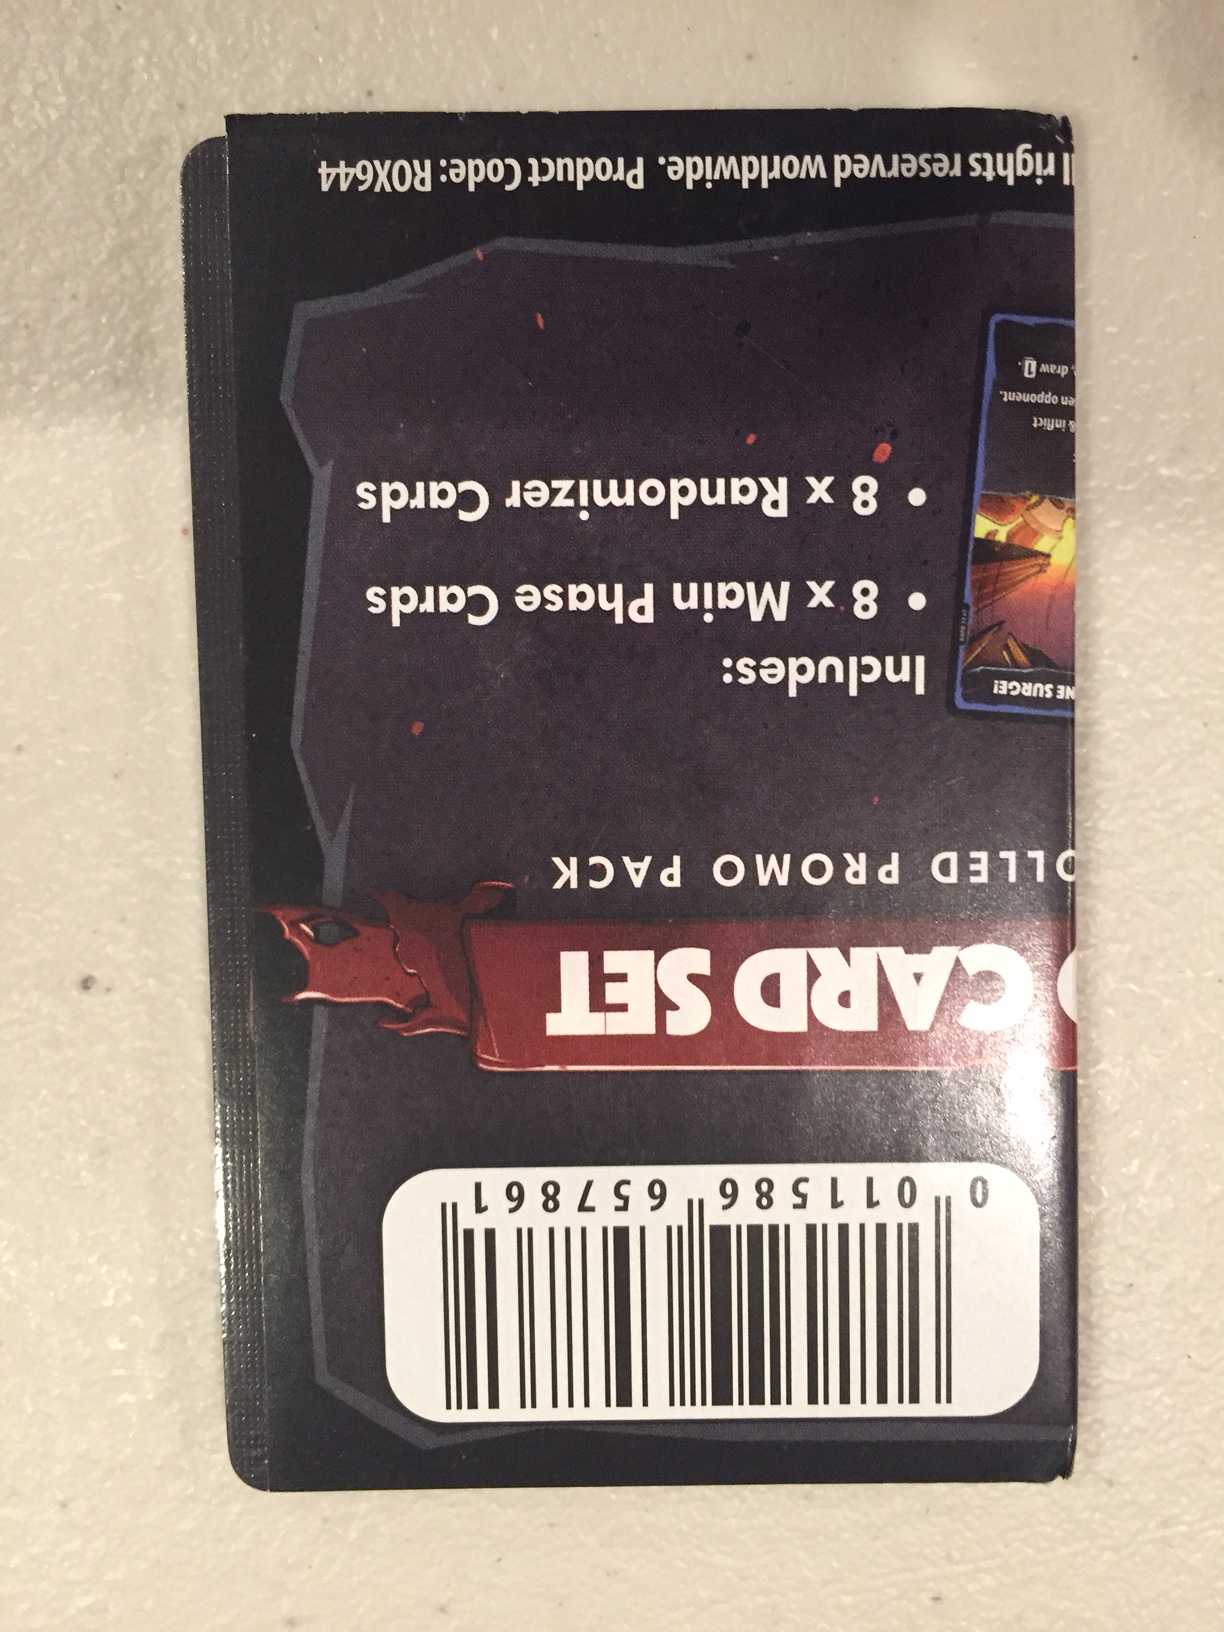 0 011586 657861
CARD SET
OLLED PROMO PACK
NE SURGE!
Includes:
• 8 x Main Phase Cards
• 8 x Randomizer Cards
& inflict
en opponent.
, draw 1.
ll rights reserved worldwide. Product Code: ROX644